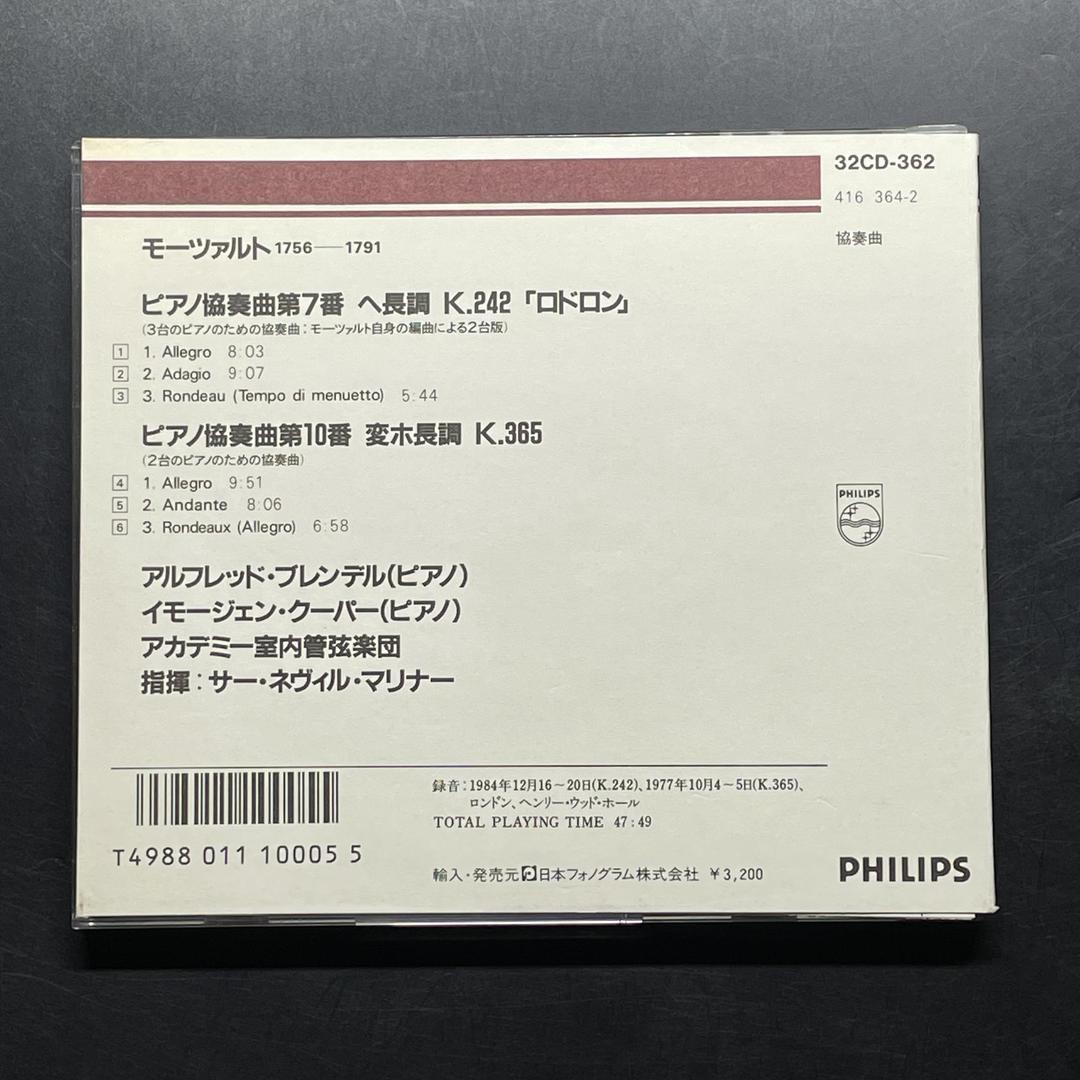 32CD-362
416 364-2
協奏曲
モーツァルト 1756——1791
ピアノ協奏曲第7番 ヘ長調 K.242「ロドロン」
(3台のピアノのための協奏曲：モーツァルト自身の編曲による2台版)
1 1. Allegro 8:03
2 2. Adagio 9:07
3 3. Rondeau (Tempo di menuetto) 5:44
ピアノ協奏曲第10番 変ホ長調 K.365
(2台のピアノのための協奏曲)
4 1. Allegro 9:51
5 2. Andante 8:06
6 3. Rondeaux (Allegro) 6:58
PHILIPS
アルフレッド・ブレンデル(ピアノ)
イモージェン・クーパー(ピアノ)
アカデミー室内管弦楽団
指揮：サー・ネヴィル・マリナー
録音：1984年12月16～20日(K.242)、1977年10月4～5日(K.365)、
ロンドン、ヘンリー・ウッド・ホール
TOTAL PLAYING TIME 47:49
T4988 011 10005 5
輸入・発売元 日本フォノグラム株式会社 ￥3,200
PHILIPS